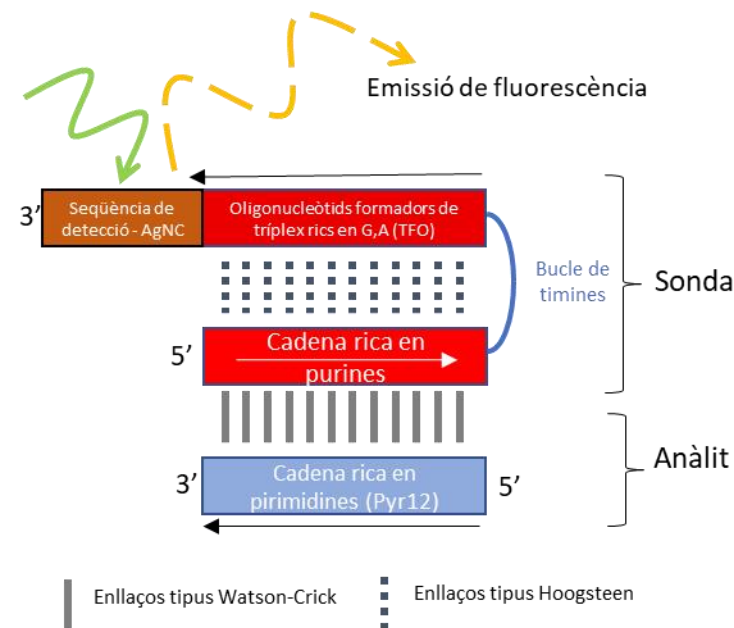 Emissió de fluorescència
3’
Seqüència de
detecció - AgNC
Oligonucleòtids formadors de
tríplex rics en G,A (TFO)
Bucle de
timines
Sonda
5’
Cadena rica en
purines
Anàlit
3’
Cadena rica en
pirimidines (Pyr12)
5’
Enllaços tipus Watson-Crick
Enllaços tipus Hoogsteen